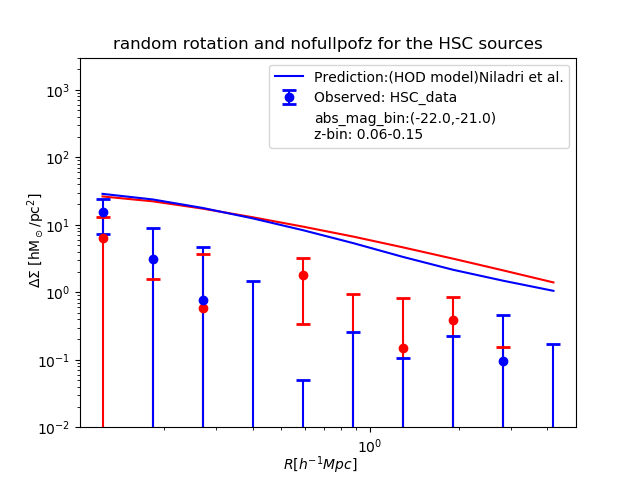 random rotation and nofullpofz for the HSC sources
Prediction:(HOD model)Niladri et al.
Observed: HSC_data
abs_mag_bin:(-22.0,-21.0)
z-bin: 0.06-0.15
ΔΣ [hM⊙/pc²]
10³
10²
10¹
10⁰
10⁻¹
10⁻²
10⁰
R[h⁻¹Mpc]